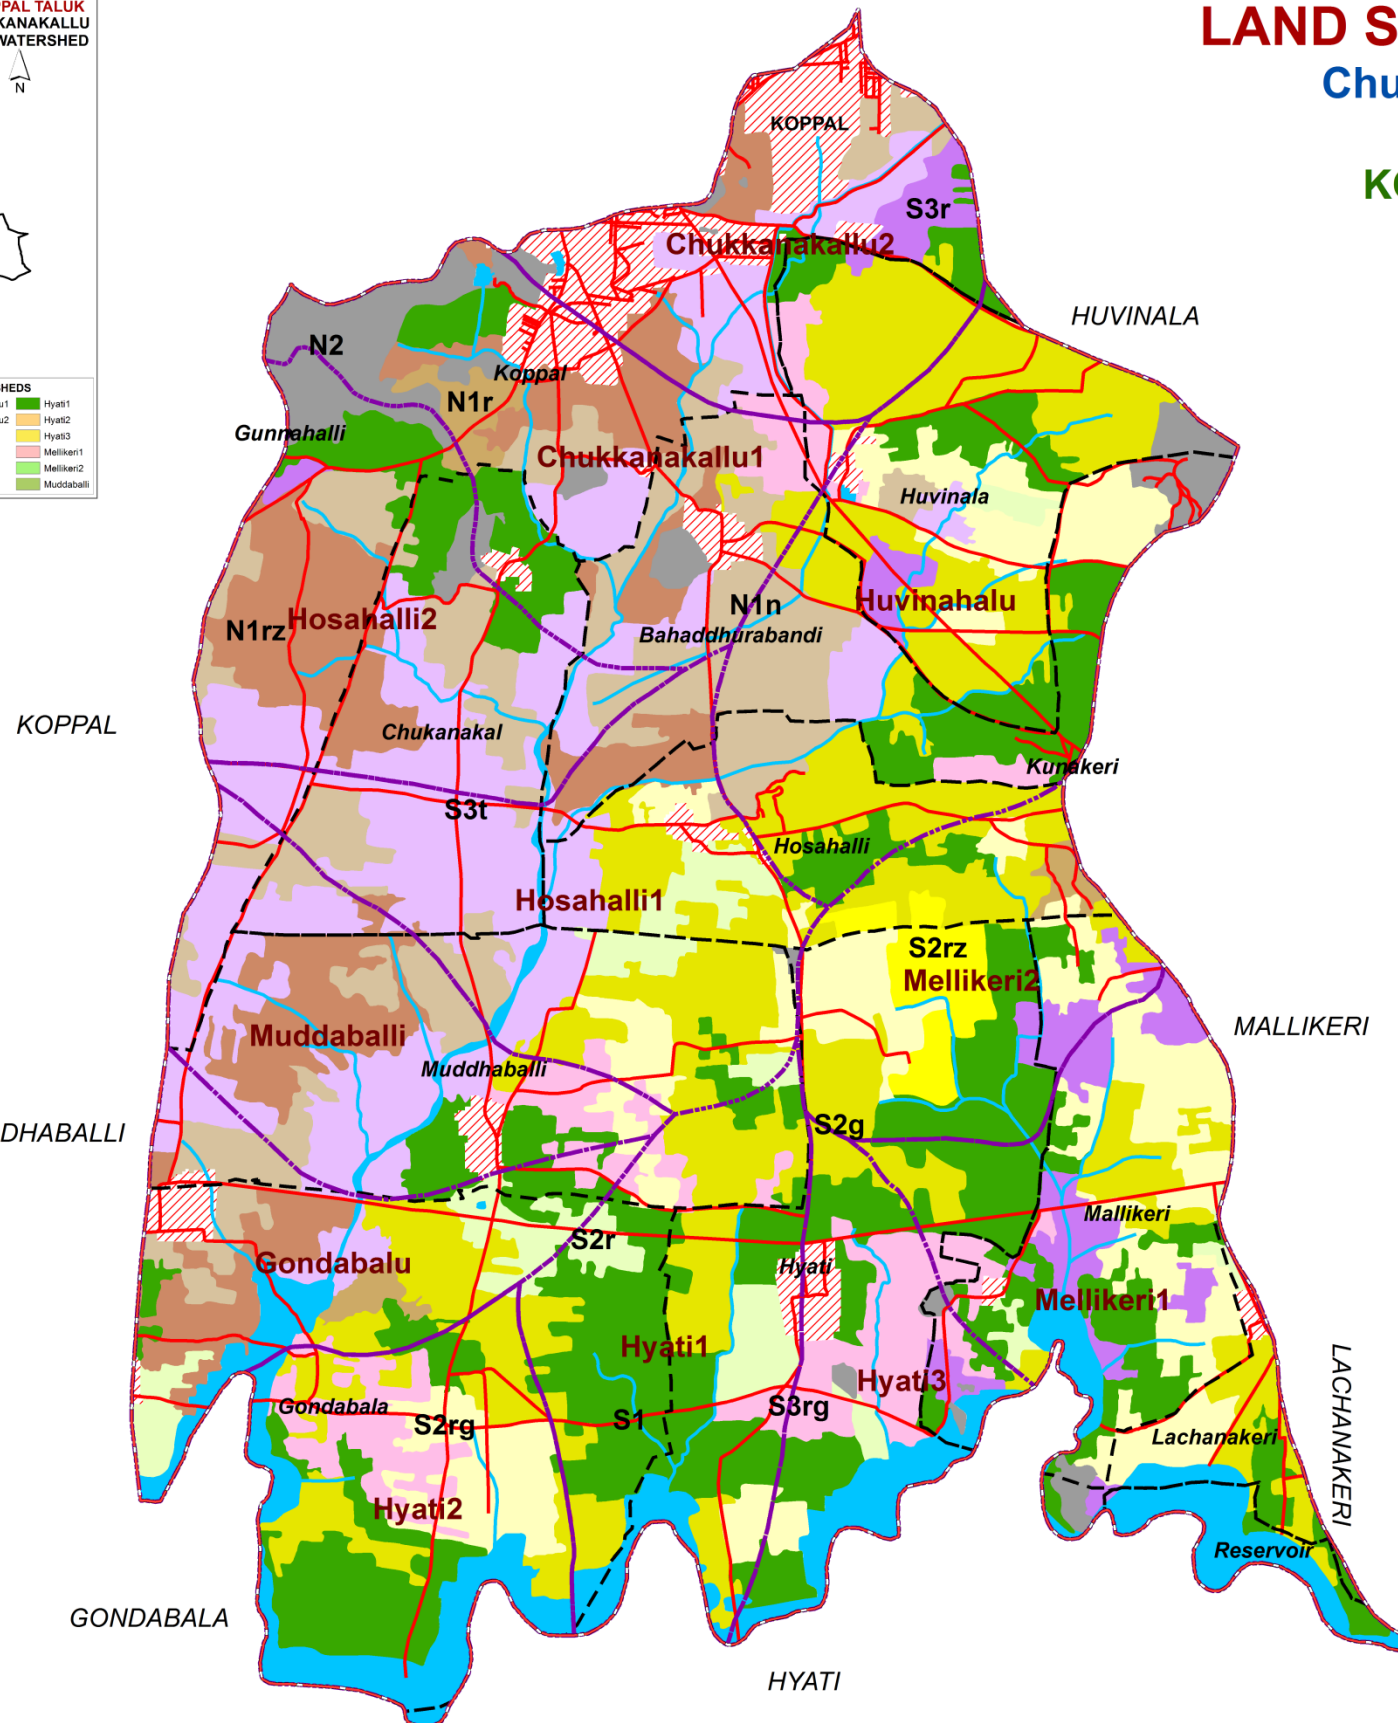 PAL TALUK
KANAKALLU
WATERSHED
N
LAND S
Chu
KOPPAL
S3r
Chukkanakallu2
HUVINALA
N2
Koppal
N1r
Gunnahalli
Chukkanakallu1
SHEDS
Hyati1
Hyati2
Hyati3
Mellikeri1
Mellikeri2
Muddaballi
Huvinala
N1n
Huvinahalu
Hosahalli2
N1rz
Bahaddhurabandi
KOPPAL
Chukanakal
Kunakeri
S3t
Hosahalli
Hosahalli1
S2rz
Mellikeri2
Muddaballi
MALLIKERI
Muddhaballi
DHABALLI
S2g
Mallikeri
S2r
Gondabalu
Hyati
Mellikeri1
Hyati1
Hyati3
LACHANAKERI
Gondabala
S2rg
S1
S3rg
Lachanakeri
Hyati2
Reservoir
GONDABALA
HYATI